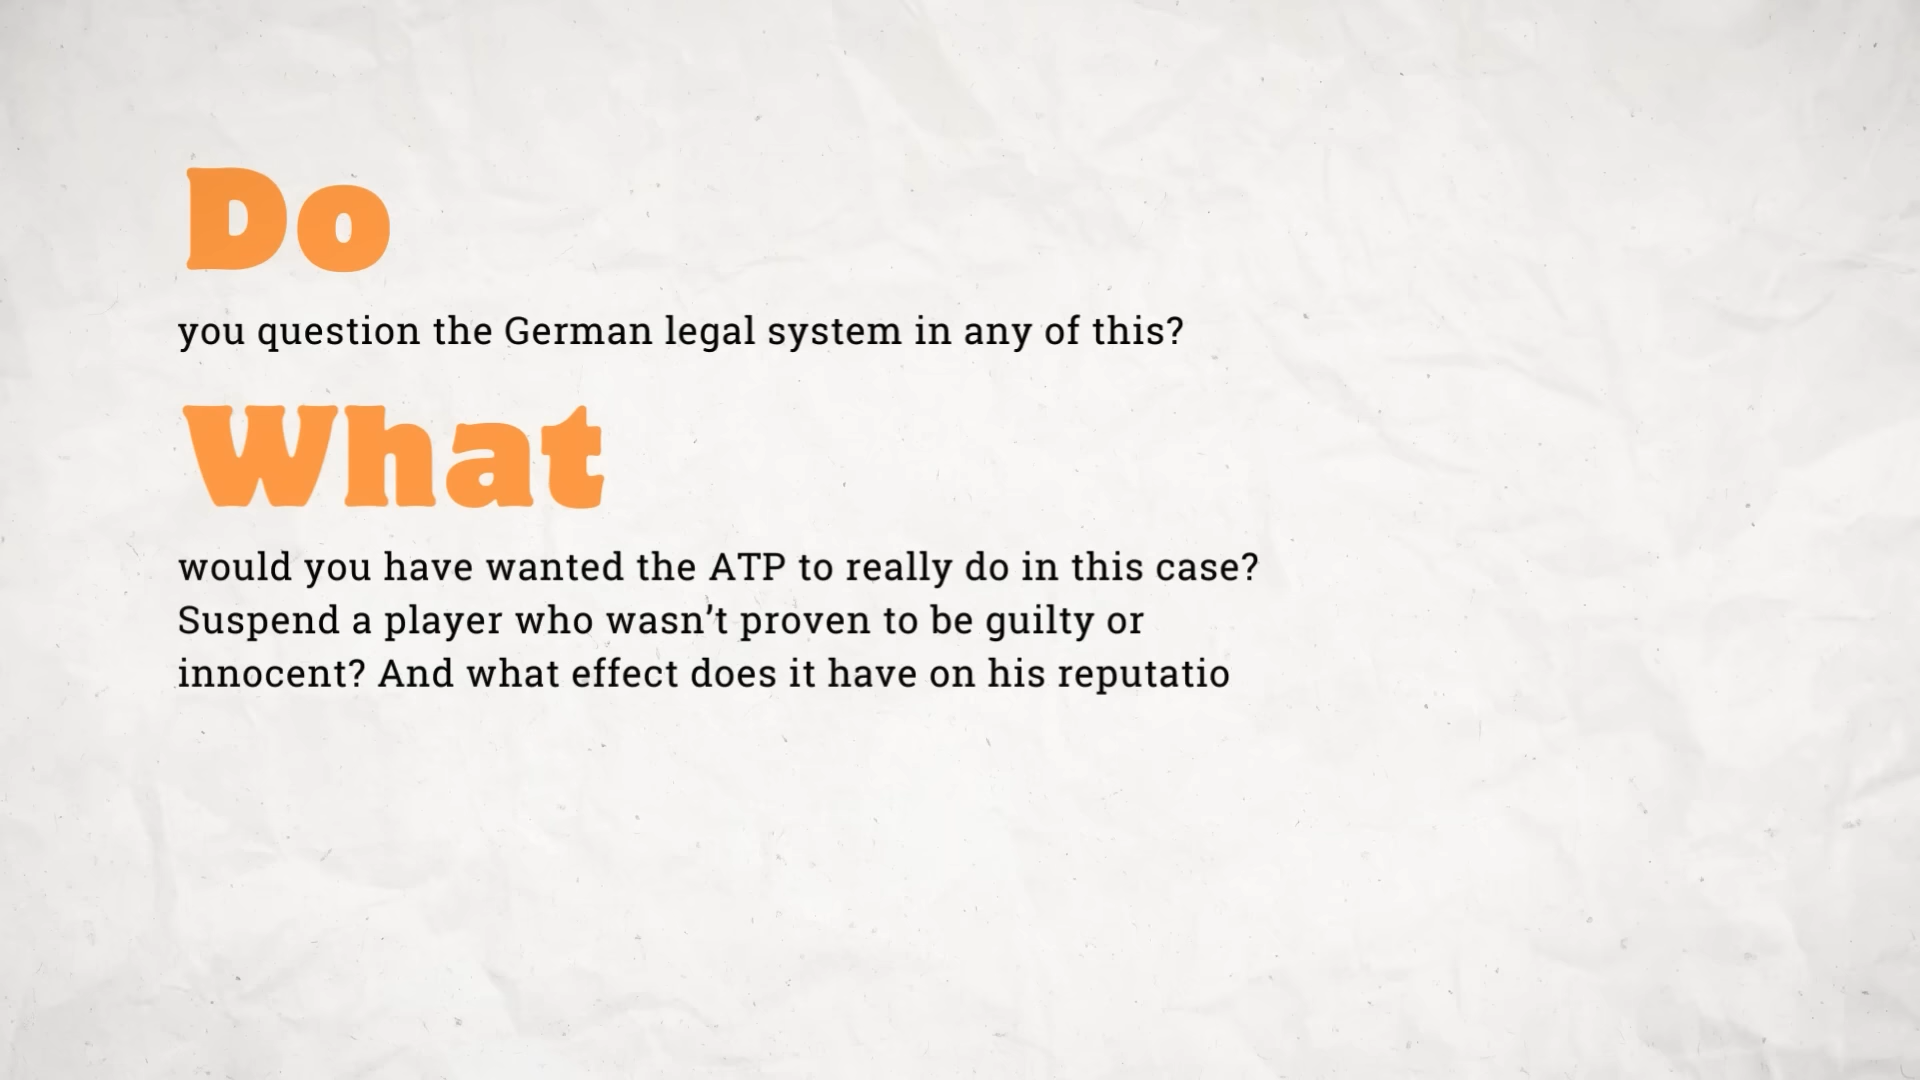 Do
you question the German legal system in any of this?
What
would you have wanted the ATP to really do in this case?
Suspend a player who wasn’t proven to be guilty or
innocent? And what effect does it have on his reputatio